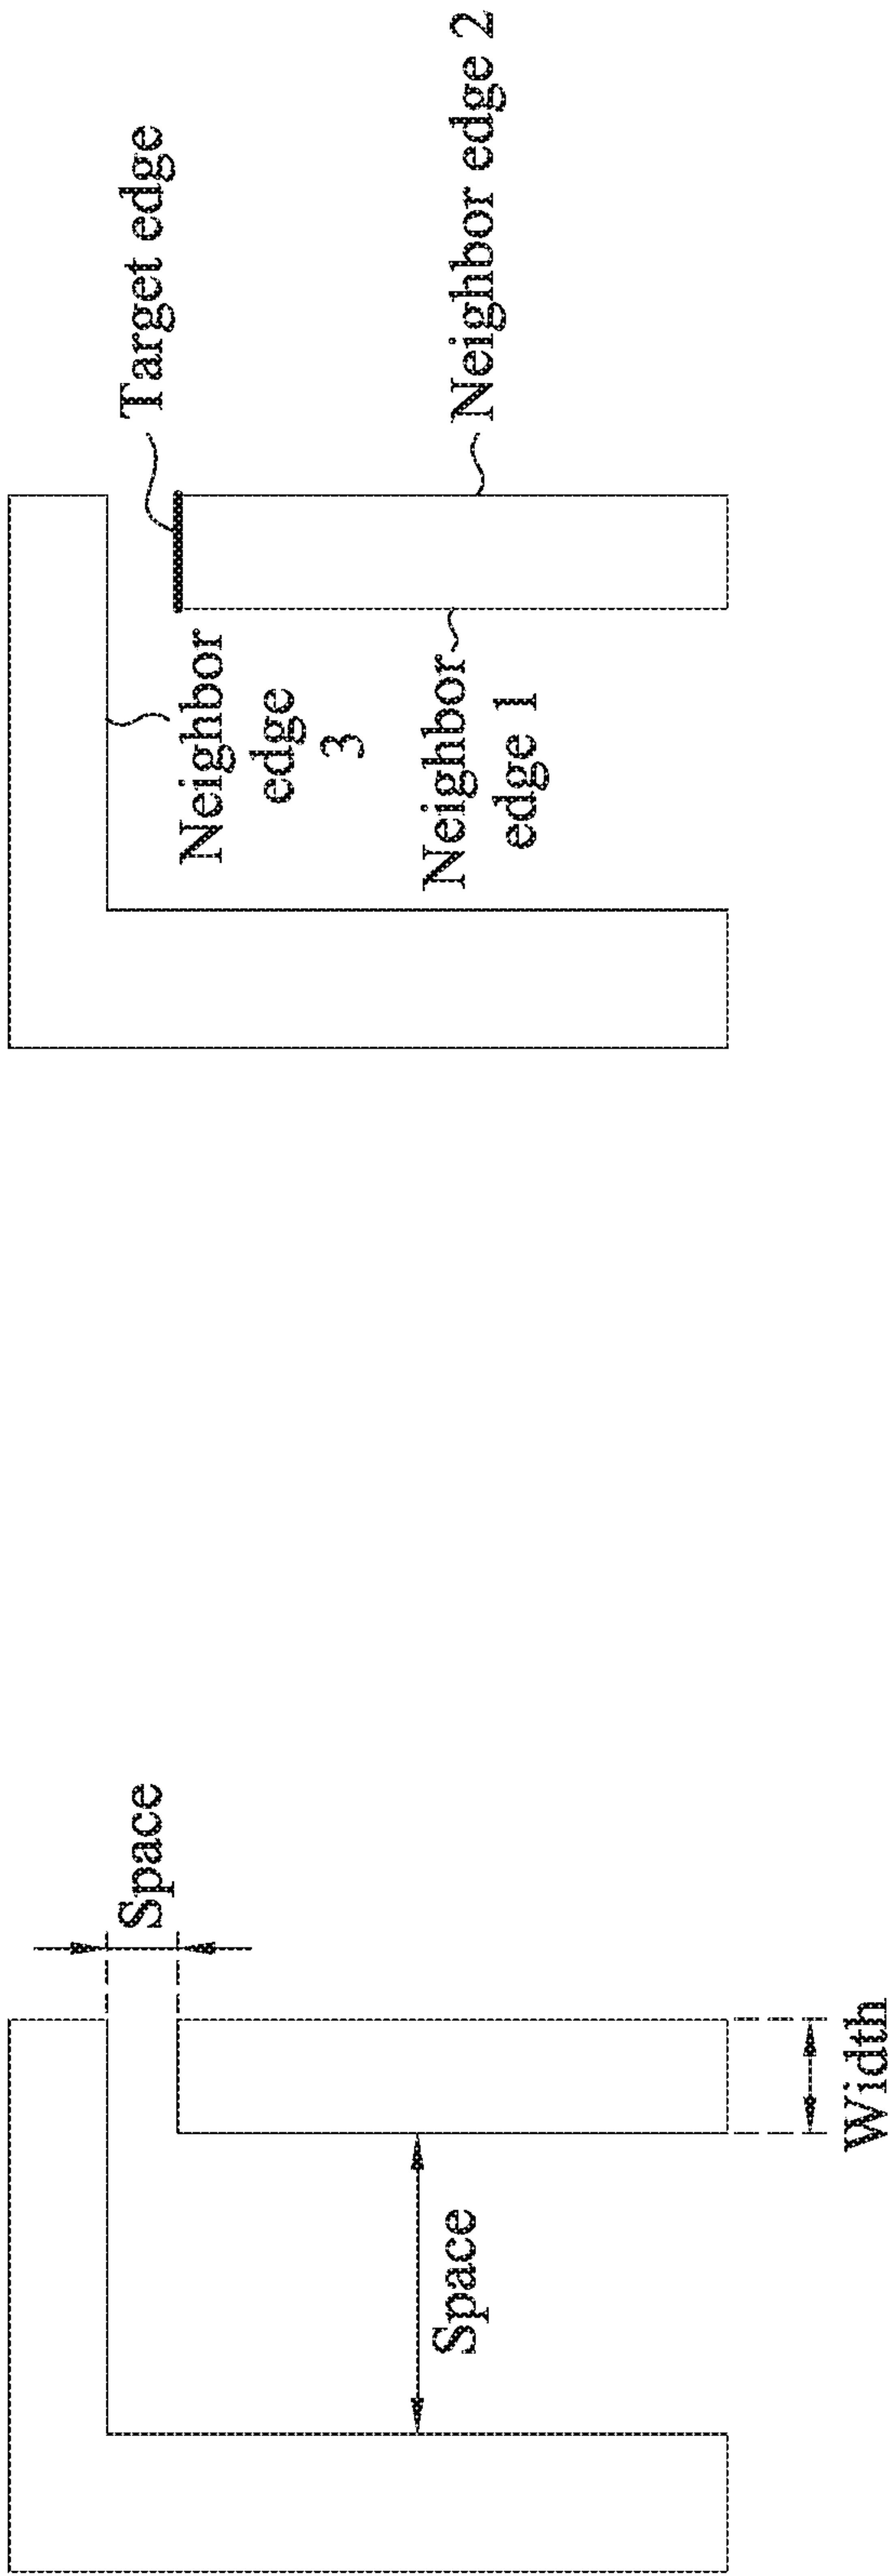 Space
Space
Width
Target edge
Neighbor
edge
3
Neighbor
edge 1
Neighbor edge 2